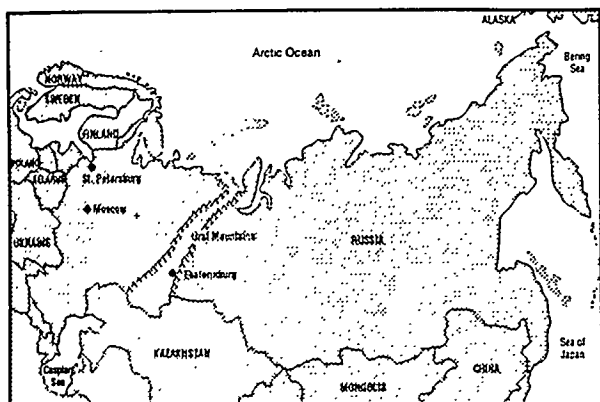 ALASKA
Arctic Ocean
Bering
Sea
NORWAY
SWEDEN
FINLAND
St. Petersburg
Moscow
UKRAINE
Ural Mountains
RUSSIA
Ekaterinburg
KAZAKHSTAN
Caspian
Sea
MONGOLIA
CHINA
Sea of
Japan